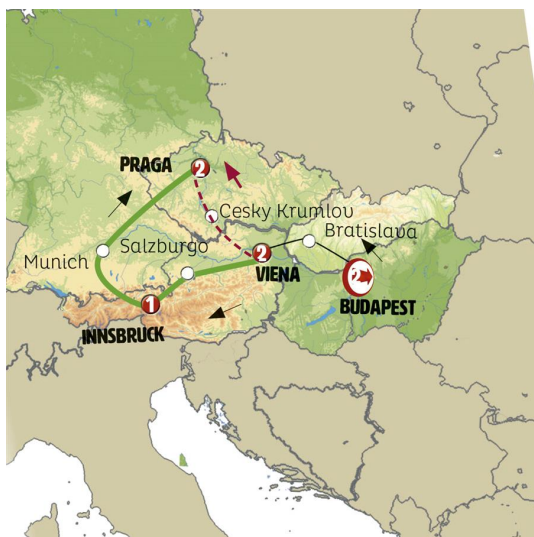 PRAGA
2
Cesky Krumlov
Bratislava
Salzburgo
Munich
2
VIENA
2
BUDAPEST
1
INNSBRUCK